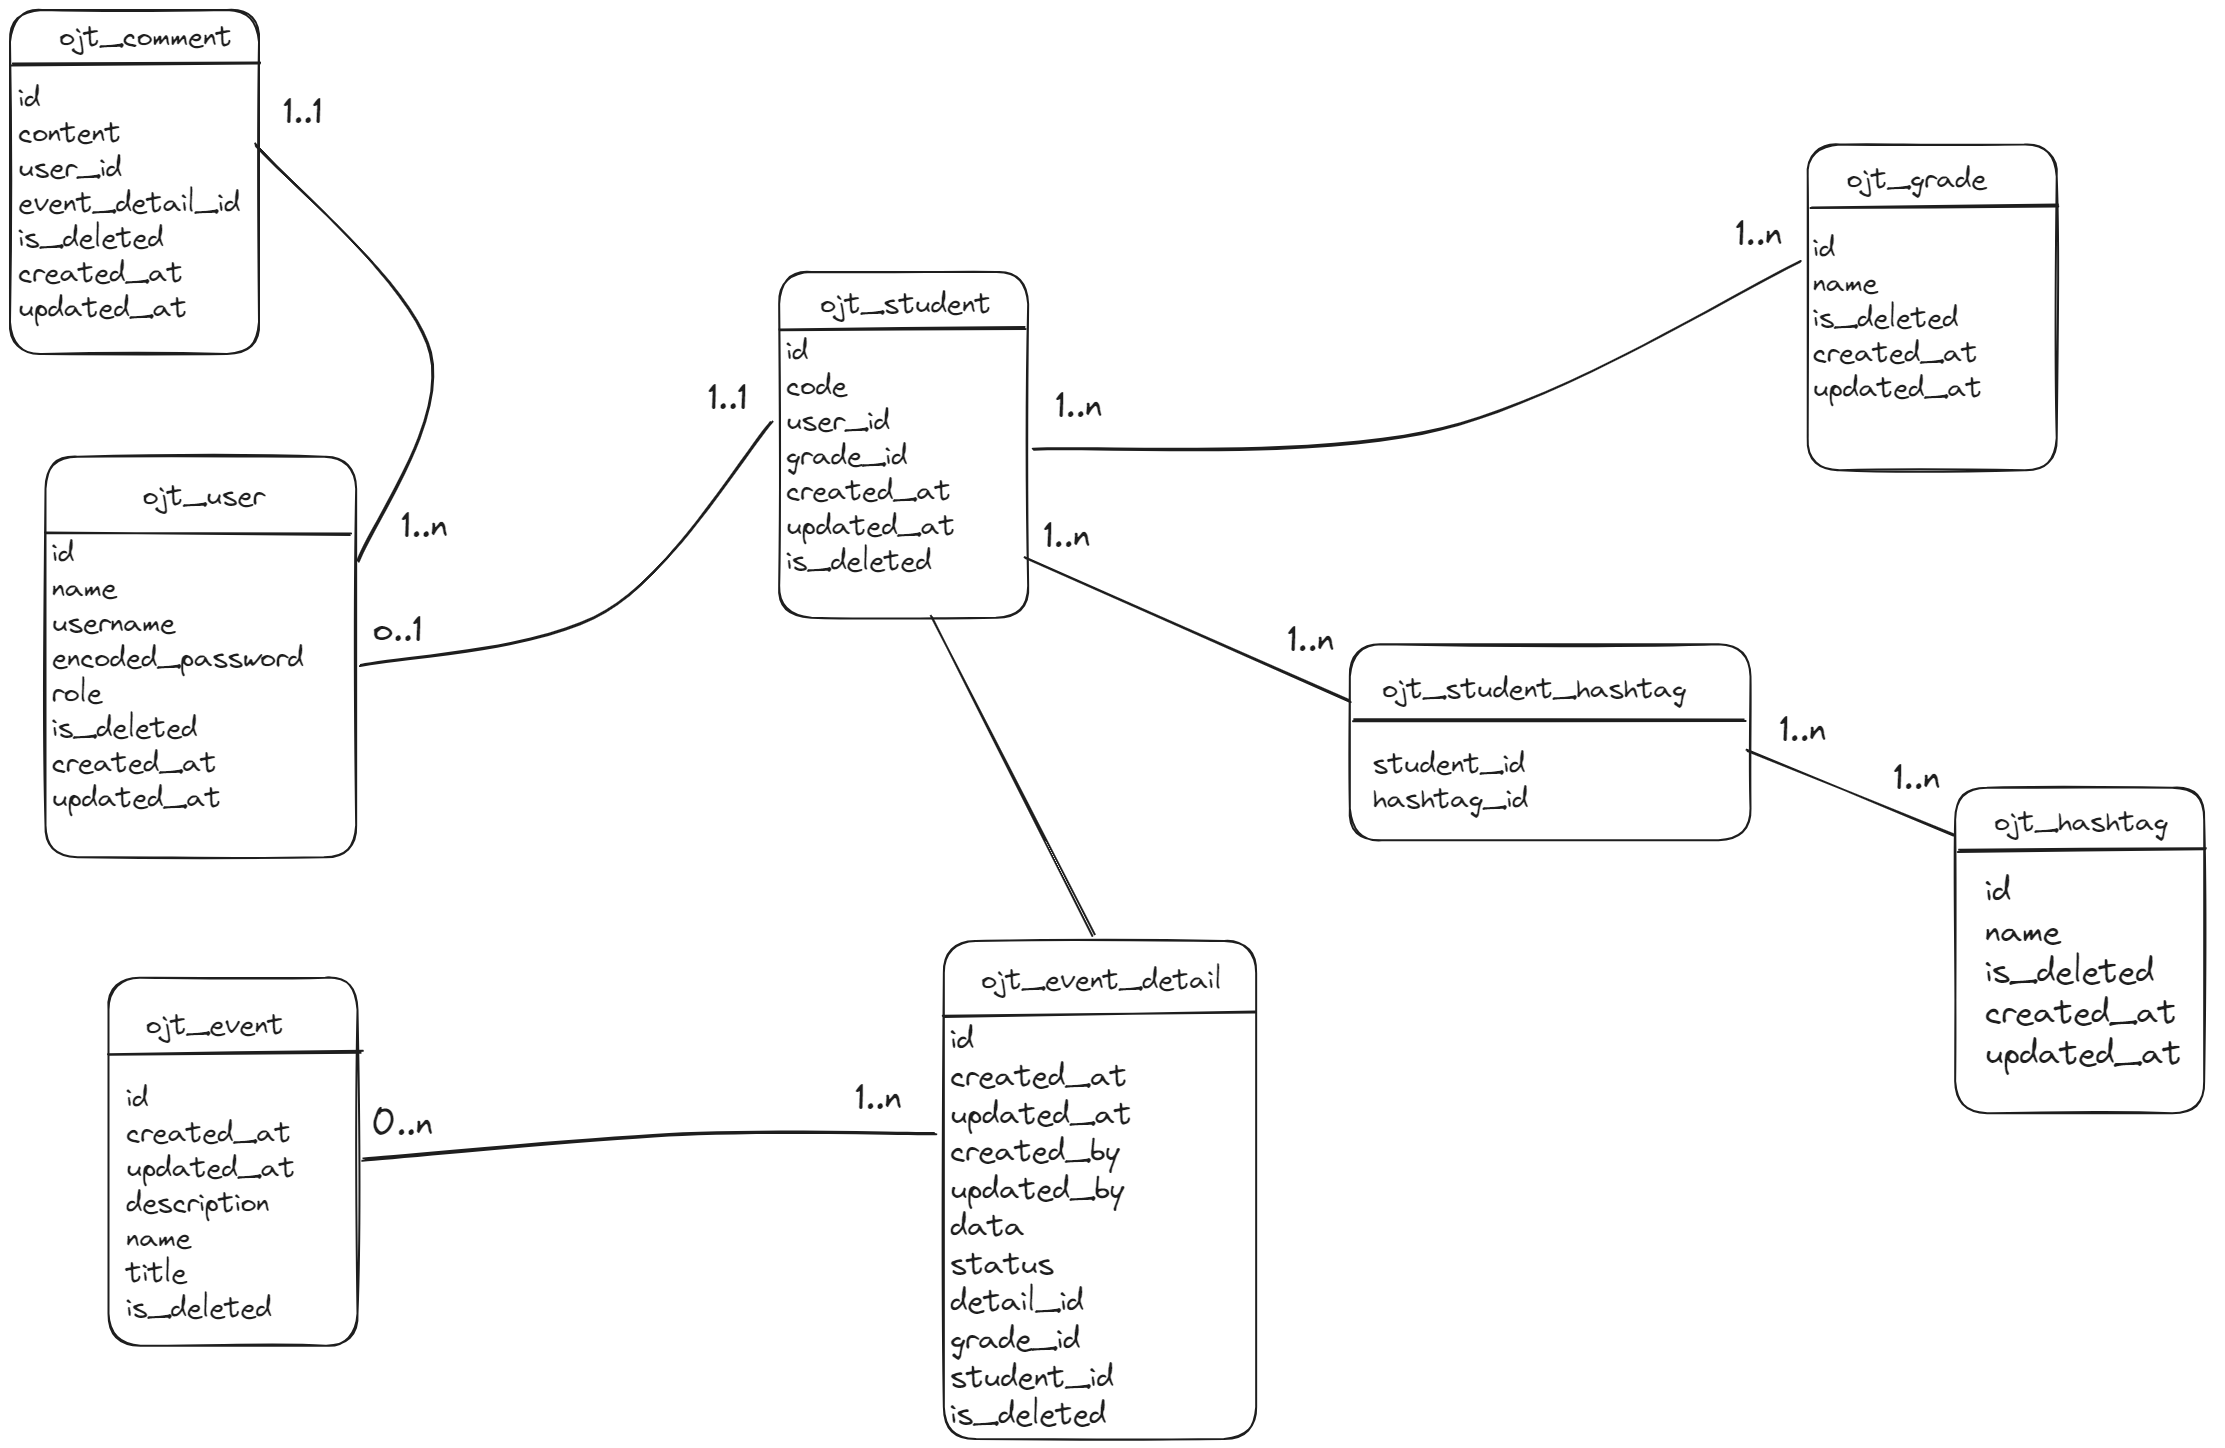 ojt_comment
id
content
user_id
event_detail_id
is_deleted
created_at
updated_at
1..1
ojt_user
id
name
username
encoded_password
role
is_deleted
created_at
updated_at
1..n
0..1
ojt_student
id
code
user_id
grade_id
created_at
updated_at
is_deleted
1..1
1..n
1..n
ojt_grade
id
name
is_deleted
created_at
updated_at
1..n
ojt_student_hashtag
student_id
hashtag_id
1..n
1..n
ojt_hashtag
id
name
is_deleted
created_at
updated_at
1..n
ojt_event
id
created_at
updated_at
description
name
title
is_deleted
0..n
1..n
ojt_event_detail
id
created_at
updated_at
created_by
updated_by
data
status
detail_id
grade_id
student_id
is_deleted